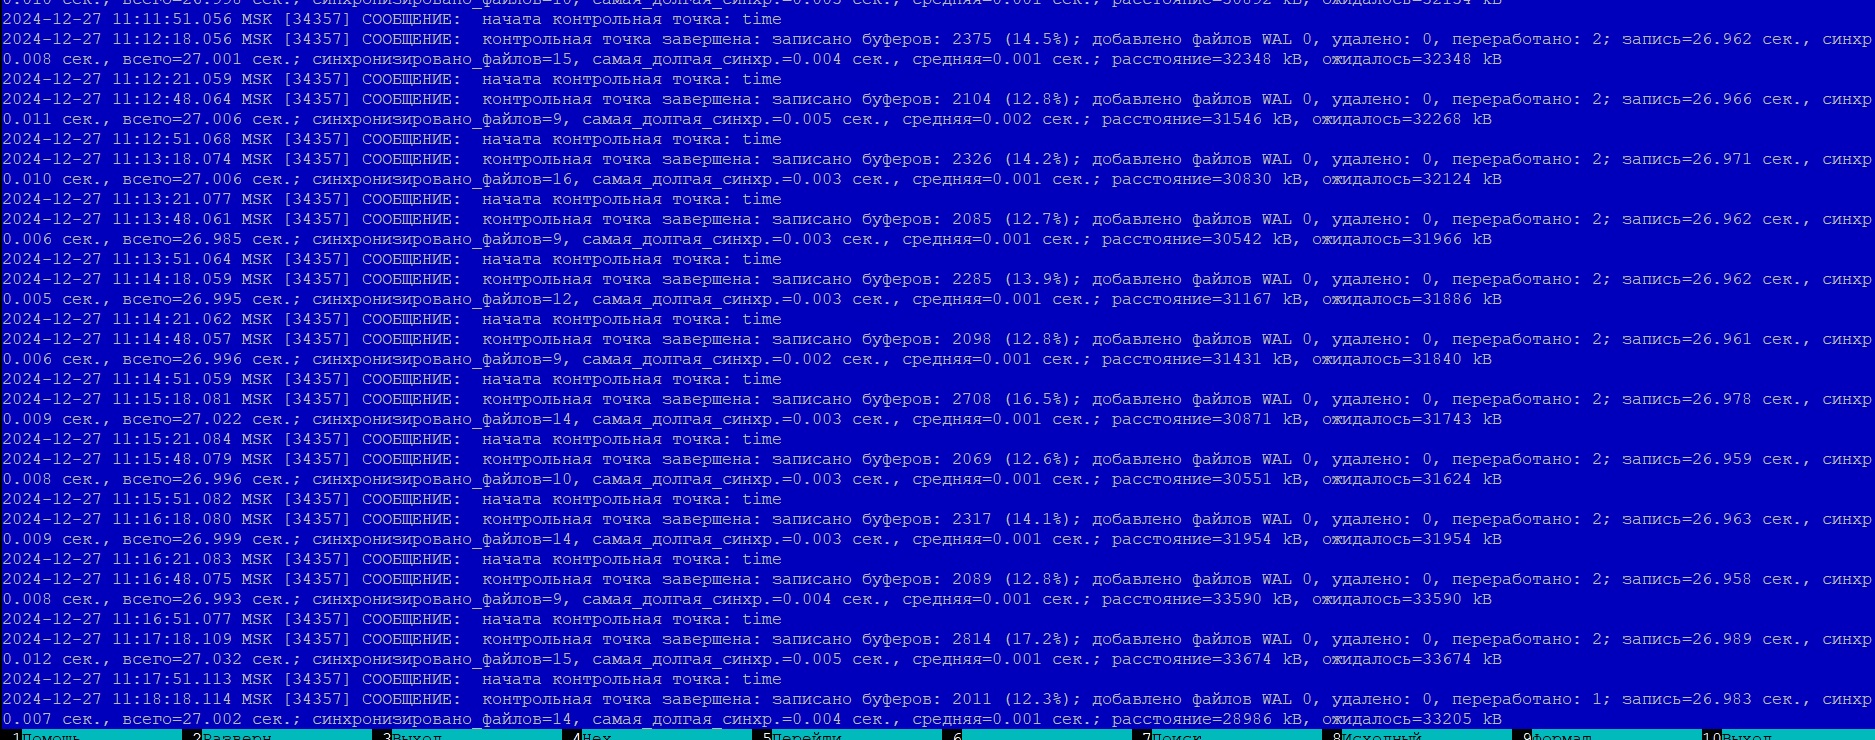 0.010 сек., всего=26.998 сек.; синхронизировано_файлов=10, самая_долгая_синхр.=0.003 сек., средняя=0.001 сек.; расстояние=30892 kB, ожидалось=32194 kB
2024-12-27 11:11:51.056 MSK [34357] СООБЩЕНИЕ:  начата контрольная точка: time
2024-12-27 11:12:18.056 MSK [34357] СООБЩЕНИЕ:  контрольная точка завершена: записано буферов: 2375 (14.5%); добавлено файлов WAL 0, удалено: 0, переработано: 2; запись=26.962 сек., синхр
0.008 сек., всего=27.001 сек.; синхронизировано_файлов=15, самая_долгая_синхр.=0.004 сек., средняя=0.001 сек.; расстояние=32348 kB, ожидалось=32348 kB
2024-12-27 11:12:21.059 MSK [34357] СООБЩЕНИЕ:  начата контрольная точка: time
2024-12-27 11:12:48.064 MSK [34357] СООБЩЕНИЕ:  контрольная точка завершена: записано буферов: 2104 (12.8%); добавлено файлов WAL 0, удалено: 0, переработано: 2; запись=26.966 сек., синхр
0.011 сек., всего=27.006 сек.; синхронизировано_файлов=9, самая_долгая_синхр.=0.005 сек., средняя=0.002 сек.; расстояние=31546 kB, ожидалось=32268 kB
2024-12-27 11:12:51.068 MSK [34357] СООБЩЕНИЕ:  начата контрольная точка: time
2024-12-27 11:13:18.074 MSK [34357] СООБЩЕНИЕ:  контрольная точка завершена: записано буферов: 2326 (14.2%); добавлено файлов WAL 0, удалено: 0, переработано: 2; запись=26.971 сек., синхр
0.010 сек., всего=27.006 сек.; синхронизировано_файлов=16, самая_долгая_синхр.=0.003 сек., средняя=0.001 сек.; расстояние=30830 kB, ожидалось=32124 kB
2024-12-27 11:13:21.077 MSK [34357] СООБЩЕНИЕ:  начата контрольная точка: time
2024-12-27 11:13:48.061 MSK [34357] СООБЩЕНИЕ:  контрольная точка завершена: записано буферов: 2085 (12.7%); добавлено файлов WAL 0, удалено: 0, переработано: 2; запись=26.962 сек., синхр
0.006 сек., всего=26.985 сек.; синхронизировано_файлов=9, самая_долгая_синхр.=0.003 сек., средняя=0.001 сек.; расстояние=30542 kB, ожидалось=31966 kB
2024-12-27 11:13:51.064 MSK [34357] СООБЩЕНИЕ:  начата контрольная точка: time
2024-12-27 11:14:18.059 MSK [34357] СООБЩЕНИЕ:  контрольная точка завершена: записано буферов: 2285 (13.9%); добавлено файлов WAL 0, удалено: 0, переработано: 2; запись=26.962 сек., синхр
0.005 сек., всего=26.995 сек.; синхронизировано_файлов=12, самая_долгая_синхр.=0.003 сек., средняя=0.001 сек.; расстояние=31167 kB, ожидалось=31886 kB
2024-12-27 11:14:21.062 MSK [34357] СООБЩЕНИЕ:  начата контрольная точка: time
2024-12-27 11:14:48.057 MSK [34357] СООБЩЕНИЕ:  контрольная точка завершена: записано буферов: 2098 (12.8%); добавлено файлов WAL 0, удалено: 0, переработано: 2; запись=26.961 сек., синхр
0.006 сек., всего=26.996 сек.; синхронизировано_файлов=9, самая_долгая_синхр.=0.002 сек., средняя=0.001 сек.; расстояние=31431 kB, ожидалось=31840 kB
2024-12-27 11:14:51.059 MSK [34357] СООБЩЕНИЕ:  начата контрольная точка: time
2024-12-27 11:15:18.081 MSK [34357] СООБЩЕНИЕ:  контрольная точка завершена: записано буферов: 2708 (16.5%); добавлено файлов WAL 0, удалено: 0, переработано: 2; запись=26.978 сек., синхр
0.009 сек., всего=27.022 сек.; синхронизировано_файлов=14, самая_долгая_синхр.=0.003 сек., средняя=0.001 сек.; расстояние=30871 kB, ожидалось=31743 kB
2024-12-27 11:15:21.084 MSK [34357] СООБЩЕНИЕ:  начата контрольная точка: time
2024-12-27 11:15:48.079 MSK [34357] СООБЩЕНИЕ:  контрольная точка завершена: записано буферов: 2069 (12.6%); добавлено файлов WAL 0, удалено: 0, переработано: 2; запись=26.959 сек., синхр
0.008 сек., всего=26.996 сек.; синхронизировано_файлов=10, самая_долгая_синхр.=0.003 сек., средняя=0.001 сек.; расстояние=30551 kB, ожидалось=31624 kB
2024-12-27 11:15:51.082 MSK [34357] СООБЩЕНИЕ:  начата контрольная точка: time
2024-12-27 11:16:18.080 MSK [34357] СООБЩЕНИЕ:  контрольная точка завершена: записано буферов: 2317 (14.1%); добавлено файлов WAL 0, удалено: 0, переработано: 2; запись=26.963 сек., синхр
0.009 сек., всего=26.999 сек.; синхронизировано_файлов=14, самая_долгая_синхр.=0.003 сек., средняя=0.001 сек.; расстояние=31954 kB, ожидалось=31954 kB
2024-12-27 11:16:21.083 MSK [34357] СООБЩЕНИЕ:  начата контрольная точка: time
2024-12-27 11:16:48.075 MSK [34357] СООБЩЕНИЕ:  контрольная точка завершена: записано буферов: 2089 (12.8%); добавлено файлов WAL 0, удалено: 0, переработано: 2; запись=26.958 сек., синхр
0.008 сек., всего=26.993 сек.; синхронизировано_файлов=9, самая_долгая_синхр.=0.004 сек., средняя=0.001 сек.; расстояние=33590 kB, ожидалось=33590 kB
2024-12-27 11:16:51.077 MSK [34357] СООБЩЕНИЕ:  начата контрольная точка: time
2024-12-27 11:17:18.109 MSK [34357] СООБЩЕНИЕ:  контрольная точка завершена: записано буферов: 2814 (17.2%); добавлено файлов WAL 0, удалено: 0, переработано: 2; запись=26.989 сек., синхр
0.012 сек., всего=27.032 сек.; синхронизировано_файлов=15, самая_долгая_синхр.=0.005 сек., средняя=0.001 сек.; расстояние=33674 kB, ожидалось=33674 kB
2024-12-27 11:17:51.113 MSK [34357] СООБЩЕНИЕ:  начата контрольная точка: time
2024-12-27 11:18:18.114 MSK [34357] СООБЩЕНИЕ:  контрольная точка завершена: записано буферов: 2011 (12.3%); добавлено файлов WAL 0, удалено: 0, переработано: 1; запись=26.983 сек., синхр
0.007 сек., всего=27.002 сек.; синхронизировано_файлов=14, самая_долгая_синхр.=0.004 сек., средняя=0.001 сек.; расстояние=28986 kB, ожидалось=33205 kB
1Помощь 2Разверн 3Выход 4Hex 5Перейти 6 7Поиск 8Исходный 9Формат 10Выход